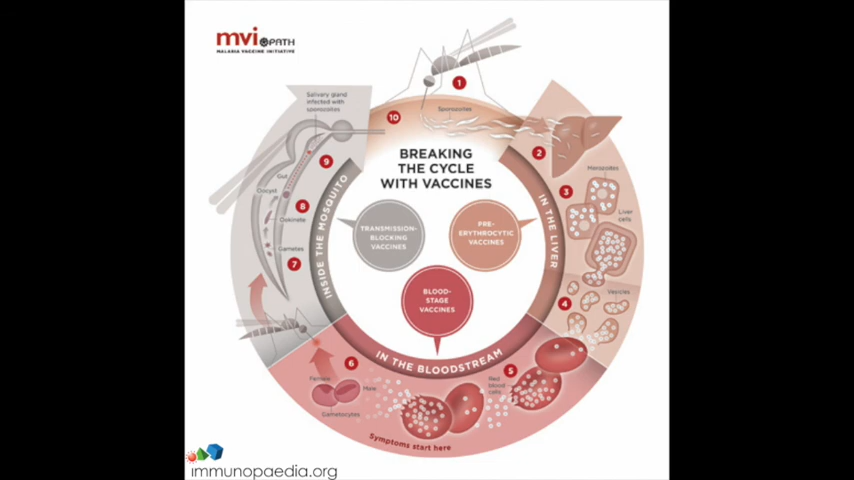 mvi PATH
MALARIA VACCINE INITIATIVE
1
Sporozoites
10
Salivary gland
infected with
sporozoites
BREAKING
THE CYCLE
WITH VACCINES
2
Merozoites
3
Liver
cells
IN THE LIVER
9
Gut
Oocyst
8
Ookinete
Gametes
7
INSIDE THE MOSQUITO
TRANSMISSION-
BLOCKING
VACCINES
PRE-
ERYTHROCYTIC
VACCINES
BLOOD-
STAGE
VACCINES
Vesicles
4
IN THE BLOODSTREAM
5
Red
blood
cells
6
Female
Male
Gametocytes
Symptoms start here
immunopaedia.org